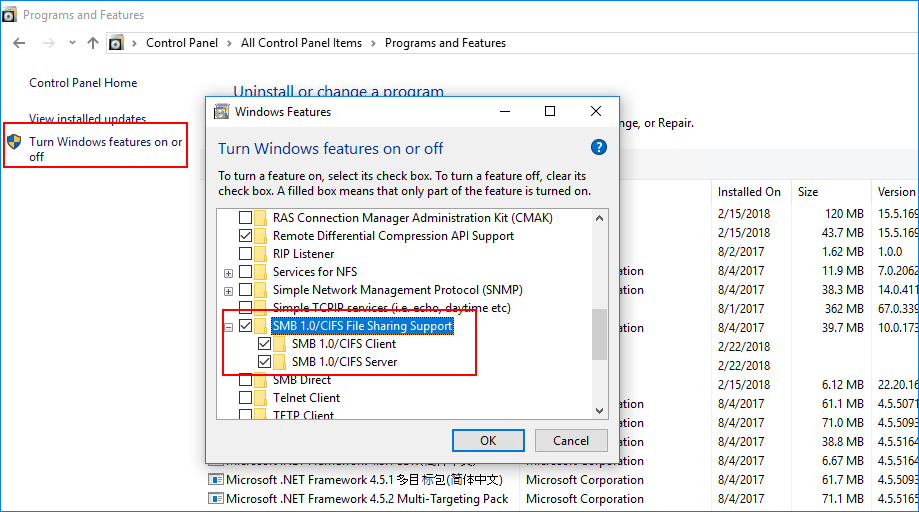 Programs and Features
Control Panel > All Control Panel Items > Programs and Features
Control Panel Home
View installed updates
Turn Windows features on or
off
Uninstall or change a program
nge, or Repair.
Windows Features
Turn Windows features on or off
To turn a feature on, select its check box. To turn a feature off, clear its
check box. A filled box means that only part of the feature is turned on.
RAS Connection Manager Administration Kit (CMAK)
Remote Differential Compression API Support
RIP Listener
Services for NFS
Simple Network Management Protocol (SNMP)
Simple TCPIP services (i.e. echo, daytime etc)
SMB 1.0/CIFS File Sharing Support
SMB 1.0/CIFS Client
SMB 1.0/CIFS Server
SMB Direct
Telnet Client
TFTP Client
OK
Cancel
Installed On Size Version
2/15/2018 120 MB 15.5.169
2/15/2018 43.7 MB 15.5.169
8/2/2017 1.62 MB 1.0.0
ration 8/4/2017 11.9 MB 7.0.2062
ration 8/4/2017 38.3 MB 14.0.411
8/1/2017 362 MB 67.0.339
ration 8/4/2017 39.7 MB 10.0.173
2/22/2018
2/22/2018
2/15/2018 6.12 MB 22.20.16
ration 8/4/2017 61.1 MB 4.5.5071
ration 8/4/2017 41.0 MB 4.5.5093
ration 8/4/2017 38.8 MB 4.5.5164
8/4/2017 6.67 MB 4.5.5164
Microsoft .NET Framework 4.5.1 多目标包(简体中文) Microsoft Corporation 8/4/2017 61.7 MB 4.5.5093
Microsoft .NET Framework 4.5.2 Multi-Targeting Pack Microsoft Corporation 8/4/2017 71.1 MB 4.5.5164